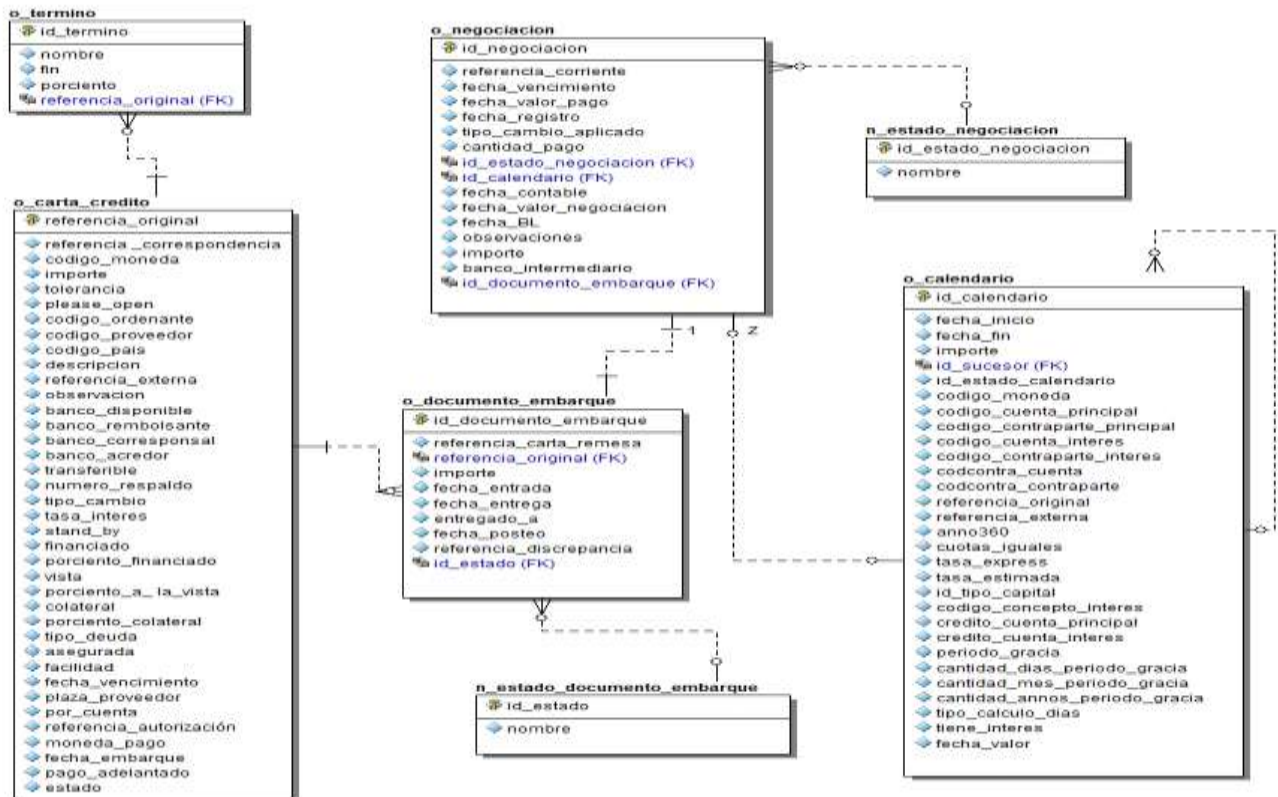 o_termino
id_termino
nombre
fin
porciento
referencia_original (FK)
o_carta_credito
referencia_original
referencia _correspondencia
codigo_moneda
importe
tolerancia
please_open
codigo_ordenante
codigo_proveedor
codigo_pais
descripcion
referencia_externa
observacion
banco_disponible
banco_rembolsante
banco_corresponsal
banco_acredor
transferible
numero_respaldo
tipo_cambio
tasa_interes
stand_by
financiado
porciento_financiado
vista
porciento_a_ la_vista
colateral
porciento_colateral
tipo_deuda
asegurada
facilidad
fecha_vencimiento
plaza_proveedor
por_cuenta
referencia_autorización
moneda_pago
fecha_embarque
pago_adelantado
estado
o_negociacion
id_negociacion
referencia_corriente
fecha_vencimiento
fecha_valor_pago
fecha_registro
tipo_cambio_aplicado
cantidad_pago
id_estado_negociacion (FK)
id_calendario (FK)
fecha_contable
fecha_valor_negociacion
fecha_BL
observaciones
importe
banco_intermediario
id_documento_embarque (FK)
1
Z
o_documento_embarque
id_documento_embarque
referencia_carta_remesa
referencia_original (FK)
importe
fecha_entrada
fecha_entrega
entregado_a
fecha_posteo
referencia_discrepancia
id_estado (FK)
n_estado_documento_embarque
id_estado
nombre
n_estado_negociacion
id_estado_negociacion
nombre
o_calendario
id_calendario
fecha_inicio
fecha_fin
importe
id_sucesor (FK)
id_estado_calendario
codigo_moneda
codigo_cuenta_principal
codigo_contraparte_principal
codigo_cuenta_interes
codigo_contraparte_interes
codcontra_cuenta
codcontra_contraparte
referencia_original
referencia_externa
anno360
cuotas_iguales
tasa_express
tasa_estimada
id_tipo_capital
codigo_concepto_interes
credito_cuenta_principal
credito_cuenta_interes
periodo_gracia
cantidad_dias_periodo_gracia
cantidad_mes_periodo_gracia
cantidad_annos_periodo_gracia
tipo_calculo_dias
tiene_interes
fecha_valor